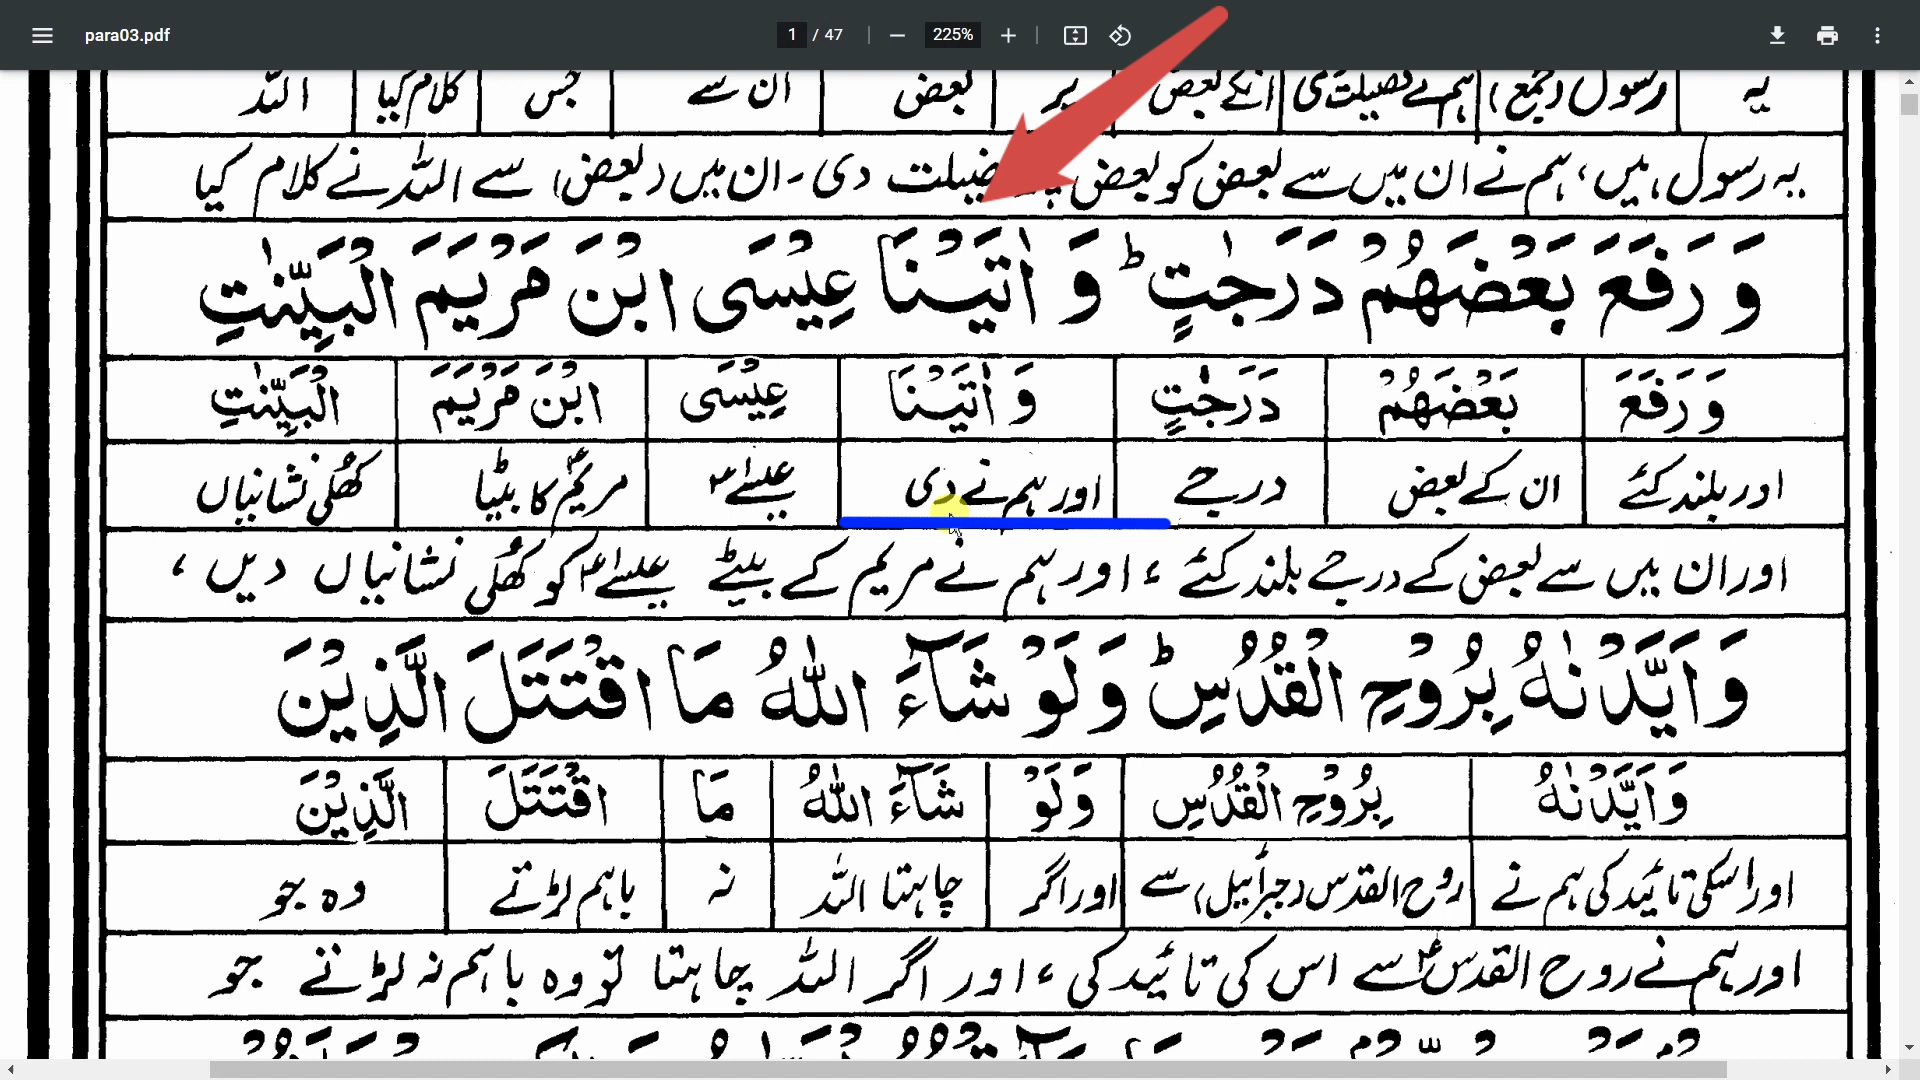 para03.pdf
1 / 47
225%
یہ رسول (جمع) ہم نے فضیلت دی انکے بعض پر بعض ان سے جس کلام کیا اللہ
یہ رسول ہیں، ہم نے ان میں سے بعض کو بعض فضیلت دی۔ ان میں (بعض) سے اللہ نے کلام کیا
وَ رَفَعَ بَعْضَهُمْ دَرَجٰتٍ ؕ وَ اٰتَيْنَا عِيْسَى ابْنَ مَرْيَمَ الْبَيِّنٰتِ
وَ رَفَعَ بَعْضَهُمْ دَرَجٰتٍ وَ اٰتَيْنَا عِيْسَى ابْنَ مَرْيَمَ الْبَيِّنٰتِ
اور بلند کئے ان کے بعض درجے اور ہم نے دی عیسےٰؑ مریمؑ کا بیٹا کھلی نشانیاں
اور ان میں سے بعض کے درجے بلند کئے ، اور ہم نے مریم کے بیٹے عیسےٰؑ کو کھلی نشانیاں دیں ،
وَ اَيَّدْنٰهُ بِرُوْحِ الْقُدُسِ ؕ وَلَوْ شَآءَ اللّٰهُ مَا اقْتَتَلَ الَّذِيْنَ
وَ اَيَّدْنٰهُ بِرُوْحِ الْقُدُسِ وَلَوْ شَآءَ اللّٰهُ مَا اقْتَتَلَ الَّذِيْنَ
اور اسکی تائید کی ہم نے روح القدس (جبرائیل) سے اور اگر چاہتا اللہ نہ باہم لڑتے وہ جو
اور ہم نے روح القدسؑ سے اس کی تائید کی ، اور اگر اللہ چاہتا تو وہ باہم نہ لڑتے جو